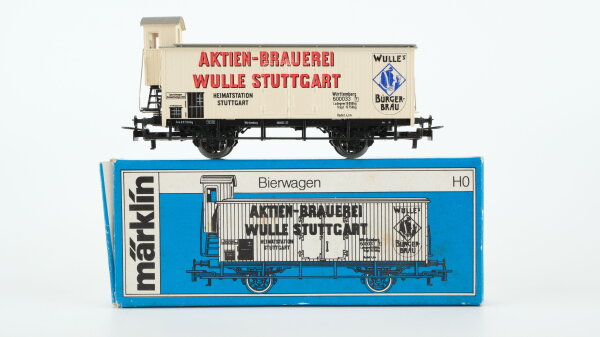 AKTIEN-BRAUEREI
WULLE STUTTGART
HEIMATSTATION
STUTTGART
Württemberg
600033
WULLE's
BÜRGER-
BRÄU
märklin
Bierwagen
H0
AKTIEN-BRAUEREI
WULLE STUTTGART
HEIMATSTATION
STUTTGART
WULLE's
BÜRGER-
BRÄU